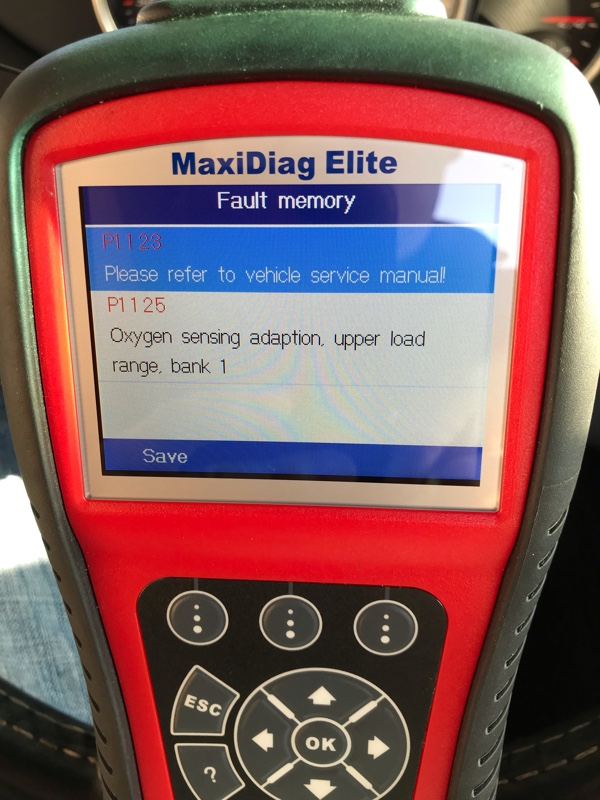 MaxiDiag Elite
Fault memory
P1123
Please refer to vehicle service manual!
P1125
Oxygen sensing adaption, upper load
range, bank 1
Save
ESC
OK
?